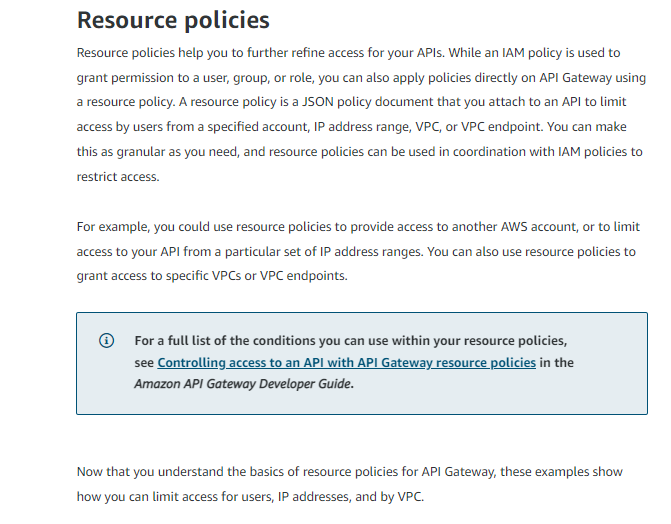 Resource policies
Resource policies help you to further refine access for your APIs. While an IAM policy is used to
grant permission to a user, group, or role, you can also apply policies directly on API Gateway using
a resource policy. A resource policy is a JSON policy document that you attach to an API to limit
access by users from a specified account, IP address range, VPC, or VPC endpoint. You can make
this as granular as you need, and resource policies can be used in coordination with IAM policies to
restrict access.
For example, you could use resource policies to provide access to another AWS account, or to limit
access to your API from a particular set of IP address ranges. You can also use resource policies to
grant access to specific VPCs or VPC endpoints.
For a full list of the conditions you can use within your resource policies,
see Controlling access to an API with API Gateway resource policies in the
Amazon API Gateway Developer Guide.
Now that you understand the basics of resource policies for API Gateway, these examples show
how you can limit access for users, IP addresses, and by VPC.